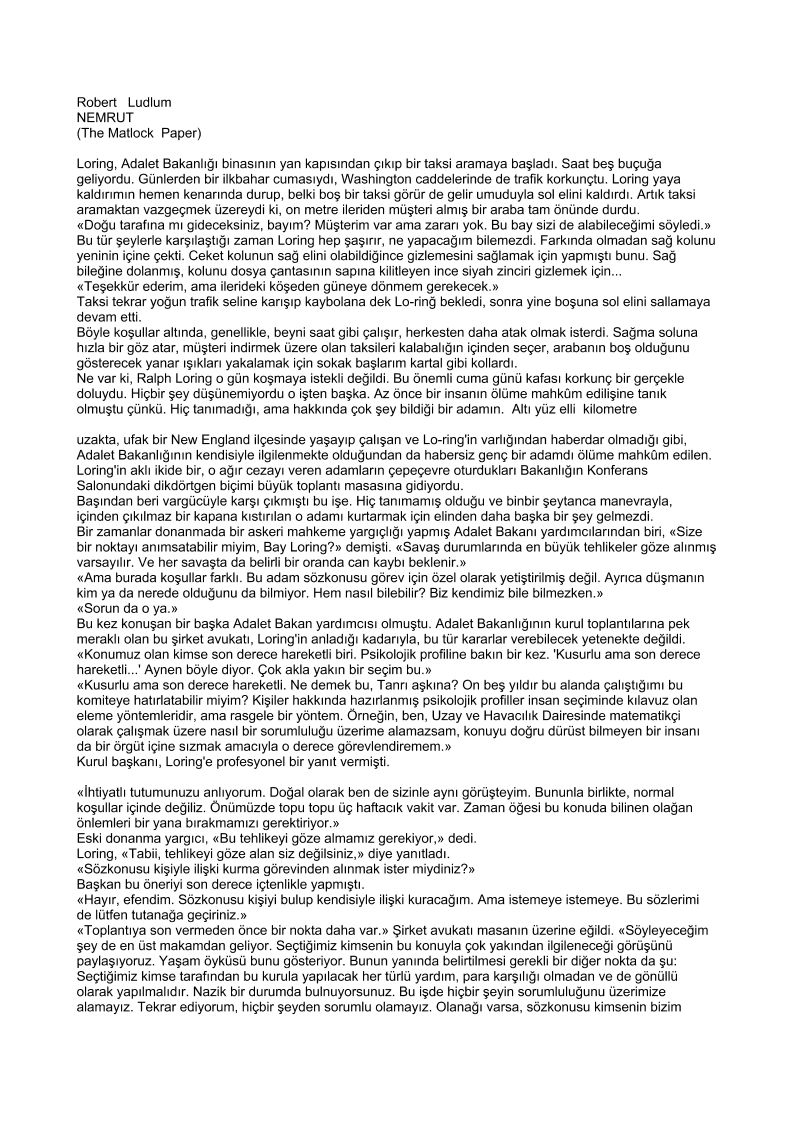 Robert Ludlum
NEMRUT
(The Matlock Paper)
Loring, Adalet Bakanlığı binasının yan kapısından çıkıp bir taksi aramaya başladı. Saat beş buçuğa
geliyordu. Günlerden bir ilkbahar cumasıydı, Washington caddelerinde de trafik korkunçtu. Loring yaya
kaldırımın hemen kenarında durup, belki boş bir taksi görür de gelir umuduyla sol elini kaldırdı. Artık taksi
aramaktan vazgeçmek üzereydi ki, on metre ileriden müşteri almış bir araba tam önünde durdu.
«Doğu tarafına mı gideceksiniz, bayım? Müşterim var ama zararı yok. Bu bay sizi de alabileceğimi söyledi.»
Bu tür şeylerle karşılaştığı zaman Loring hep şaşırır, ne yapacağım bilemezdi. Farkında olmadan sağ kolunu
yeninin içine çekti. Ceket kolunun sağ elini olabildiğince gizlemesini sağlamak için yapmıştı bunu. Sağ
bileğine dolanmış, kolunu dosya çantasının sapına kilitleyen ince siyah zinciri gizlemek için...
«Teşekkür ederim, ama ilerideki köşeden güneye dönmem gerekecek.»
Taksi tekrar yoğun trafik seline karışıp kaybolana dek Lo-rinğ bekledi, sonra yine boşuna sol elini sallamaya
devam etti.
Böyle koşullar altında, genellikle, beyni saat gibi çalışır, herkesten daha atak olmak isterdi. Sağma soluna
hızla bir göz atar, müşteri indirmek üzere olan taksileri kalabalığın içinden seçer, arabanın boş olduğunu
gösterecek yanar ışıkları yakalamak için sokak başlarım kartal gibi kollardı.
Ne var ki, Ralph Loring o gün koşmaya istekli değildi. Bu önemli cuma günü kafası korkunç bir gerçekle
doluydu. Hiçbir şey düşünemiyordu o işten başka. Az önce bir insanın ölüme mahkûm edilişine tanık
olmuştu çünkü. Hiç tanımadığı, ama hakkında çok şey bildiği bir adamın. Altı yüz elli kilometre
uzakta, ufak bir New England ilçesinde yaşayıp çalışan ve Lo-ring'in varlığından haberdar olmadığı gibi,
Adalet Bakanlığının kendisiyle ilgilenmekte olduğundan da habersiz genç bir adamdı ölüme mahkûm edilen.
Loring'in aklı ikide bir, o ağır cezayı veren adamların çepeçevre oturdukları Bakanlığın Konferans
Salonundaki dikdörtgen biçimi büyük toplantı masasına gidiyordu.
Başından beri vargücüyle karşı çıkmıştı bu işe. Hiç tanımamış olduğu ve binbir şeytanca manevrayla,
içinden çıkılmaz bir kapana kıstırılan o adamı kurtarmak için elinden daha başka bir şey gelmezdi.
Bir zamanlar donanmada bir askeri mahkeme yargıçlığı yapmış Adalet Bakanı yardımcılarından biri, «Size
bir noktayı anımsatabilir miyim, Bay Loring?» demişti. «Savaş durumlarında en büyük tehlikeler göze alınmış
varsayılır. Ve her savaşta da belirli bir oranda can kaybı beklenir.»
«Ama burada koşullar farklı. Bu adam sözkonusu görev için özel olarak yetiştirilmiş değil. Ayrıca düşmanın
kim ya da nerede olduğunu da bilmiyor. Hem nasıl bilebilir? Biz kendimiz bile bilmezken.»
«Sorun da o ya.»
Bu kez konuşan bir başka Adalet Bakan yardımcısı olmuştu. Adalet Bakanlığının kurul toplantılarına pek
meraklı olan bu şirket avukatı, Loring'in anladığı kadarıyla, bu tür kararlar verebilecek yetenekte değildi.
«Konumuz olan kimse son derece hareketli biri. Psikolojik profiline bakın bir kez. 'Kusurlu ama son derece
hareketli...' Aynen böyle diyor. Çok akla yakın bir seçim bu.»
«Kusurlu ama son derece hareketli. Ne demek bu, Tanrı aşkına? On beş yıldır bu alanda çalıştığımı bu
komiteye hatırlatabilir miyim? Kişiler hakkında hazırlanmış psikolojik profiller insan seçiminde kılavuz olan
eleme yöntemleridir, ama rasgele bir yöntem. Örneğin, ben, Uzay ve Havacılık Dairesinde matematikçi
olarak çalışmak üzere nasıl bir sorumluluğu üzerime alamazsam, konuyu doğru dürüst bilmeyen bir insanı
da bir örgüt içine sızmak amacıyla o derece görevlendiremem.»
Kurul başkanı, Loring'e profesyonel bir yanıt vermişti.
«İhtiyatlı tutumunuzu anlıyorum. Doğal olarak ben de sizinle aynı görüşteyim. Bununla birlikte, normal
koşullar içinde değiliz. Önümüzde topu topu üç haftacık vakit var. Zaman öğesi bu konuda bilinen olağan
önlemleri bir yana bırakmamızı gerektiriyor.»
Eski donanma yargıcı, «Bu tehlikeyi göze almamız gerekiyor,» dedi.
Loring, «Tabii, tehlikeyi göze alan siz değilsiniz,» diye yanıtladı.
«Sözkonusu kişiyle ilişki kurma görevinden alınmak ister miydiniz?»
Başkan bu öneriyi son derece içtenlikle yapmıştı.
«Hayır, efendim. Sözkonusu kişiyi bulup kendisiyle ilişki kuracağım. Ama istemeye istemeye. Bu sözlerimi
de lütfen tutanağa geçiriniz.»
«Toplantıya son vermeden önce bir nokta daha var.» Şirket avukatı masanın üzerine eğildi. «Söyleyeceğim
şey de en üst makamdan geliyor. Seçtiğimiz kimsenin bu konuyla çok yakından ilgileneceği görüşünü
paylaşıyoruz. Yaşam öyküsü bunu gösteriyor. Bunun yanında belirtilmesi gerekli bir diğer nokta da şu:
Seçtiğimiz kimse tarafından bu kurula yapılacak her türlü yardım, para karşılığı olmadan ve de gönüllü
olarak yapılmalıdır. Nazik bir durumda bulnuyorsunuz. Bu işde hiçbir şeyin sorumluluğunu üzerimize
alamayız. Tekrar ediyorum, hiçbir şeyden sorumlu olamayız. Olanağı varsa, sözkonusu kimsenin bizim